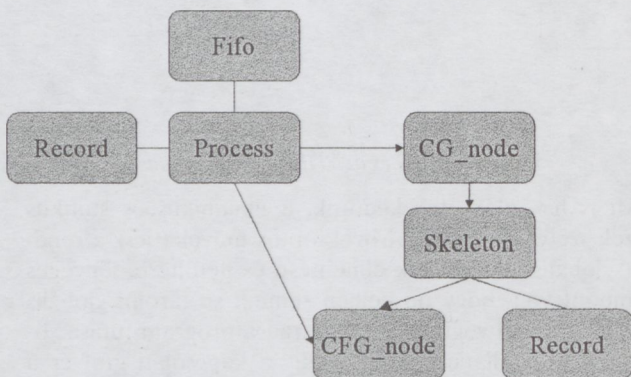 Fifo
Record
Process
CG_node
Skeleton
CFG_node
Record